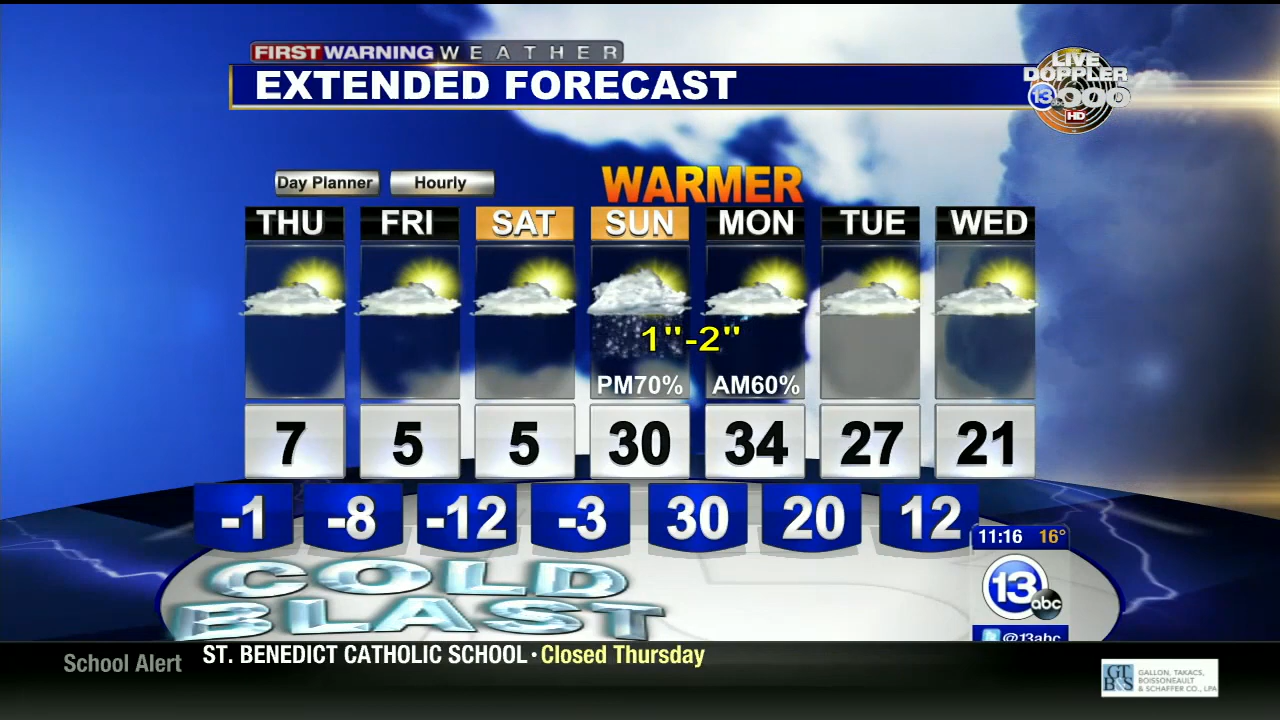 FIRST WARNING WEATHER
EXTENDED FORECAST
LIVE
DOPPLER
13000
HD
Day Planner Hourly
WARMER
THU FRI SAT SUN MON TUE WED
1"-2"
PM70% AM60%
7 5 5 30 34 27 21
-1 -8 -12 -3 30 20 12
COLD
BLAST
11:16 16°
13
abc
@13abc
School Alert ST. BENEDICT CATHOLIC SCHOOL · Closed Thursday
GT
B&S
GALLON, TAKACS,
BOISSONEAULT
& SCHAFFER CO., LPA